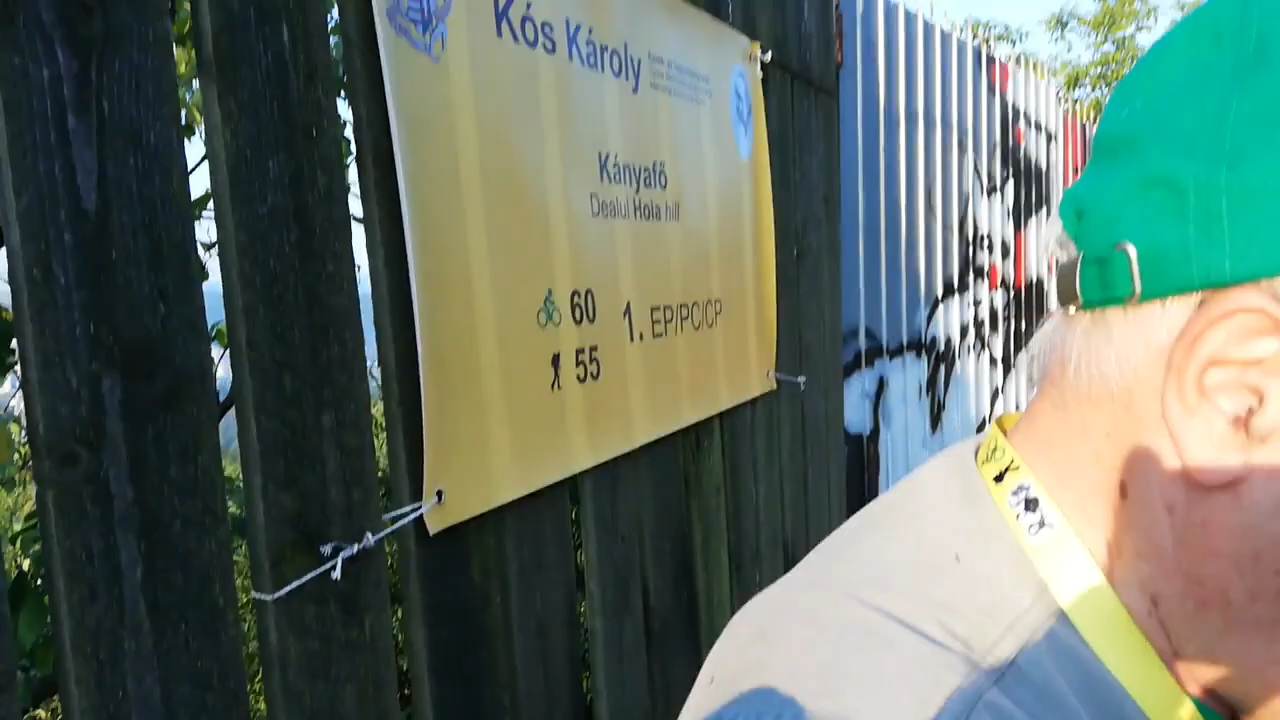 Kós Károly
Kányafő
Dealul Hoia hill
60
1. EP/PC/CP
55